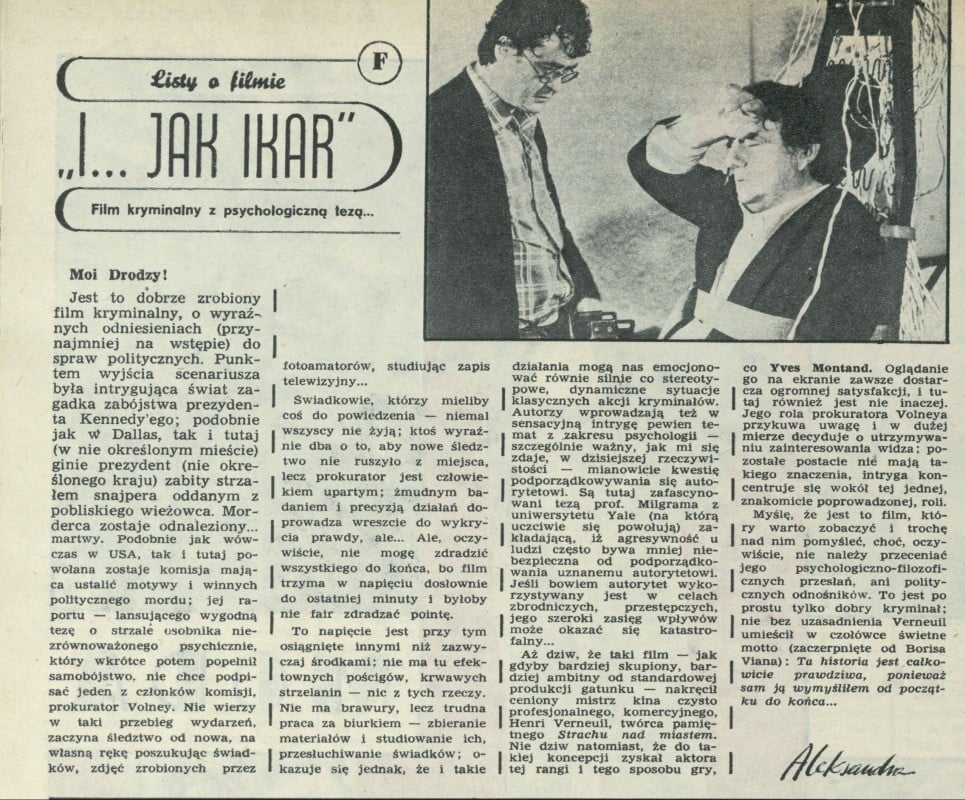 F
Listy o filmie
„I... JAK IKAR”
Film kryminalny z psychologiczną tezą...
Moi Drodzy!
Jest to dobrze zrobiony
film kryminalny, o wyraź-
nych odniesieniach (przy-
najmniej na wstępie) do
spraw politycznych. Punk-
tem wyjścia scenariusza
była intrygująca świat za-
gadka zabójstwa prezyden-
ta Kennedy'ego; podobnie
jak w Dallas, tak i tutaj
(w nie określonym mieście)
ginie prezydent (nie okre-
ślonego kraju) zabity strza-
łem snajpera oddanym z
pobliskiego wieżowca. Mor-
derca zostaje odnaleziony...
martwy. Podobnie jak wów-
czas w USA, tak i tutaj po-
wołana zostaje komisja mają-
ca ustalić motywy i winnych
politycznego mordu; jej ra-
portu — lansującego wygodną
tezę o strzale osobnika nie-
zrównoważonego psychicznie,
który wkrótce potem popełnił
samobójstwo, nie chce podpi-
sać jeden z członków komisji,
prokurator Volney. Nie wierzy
w taki przebieg wydarzeń,
zaczyna śledztwo od nowa, na
własną rękę poszukując świad-
ków, zdjęć zrobionych przez
fotoamatorów, studiując zapis
telewizyjny...
Świadkowie, którzy mieliby
coś do powiedzenia — niemal
wszyscy nie żyją; ktoś wyraź-
nie dba o to, aby nowe śledz-
two nie ruszyło z miejsca,
lecz prokurator jest człowie-
kiem upartym; żmudnym ba-
daniem i precyzją działań do-
prowadza wreszcie do wykry-
cia prawdy, ale... Ale, oczy-
wiście, nie mogę zdradzić
wszystkiego do końca, bo film
trzyma w napięciu dosłownie
do ostatniej minuty i byłoby
nie fair zdradzać pointę.
To napięcie jest przy tym
osiągnięte innymi niż zazwy-
czaj środkami; nie ma tu efek-
townych pościgów, krwawych
strzelanin — nic z tych rzeczy.
Nie ma brawury, lecz trudna
praca za biurkiem — zbieranie
materiałów i studiowanie ich,
przesłuchiwanie świadków; o-
kazuje się jednak, że i takie
działania mogą nas emocjono-
wać równie silnie co stereoty-
powe, dynamiczne sytuacje
klasycznych akcji kryminałów.
Autorzy wprowadzają też w
sensacyjną intrygę pewien te-
mat z zakresu psychologii —
szczególnie ważny, jak mi się
zdaje, w dzisiejszej rzeczywi-
stości — mianowicie kwestię
podporządkowywania się auto-
rytetowi. Są tutaj zafascyno-
wani tezą prof. Milgrama z
uniwersytetu Yale (na którą
uczciwie się powołują) za-
kładającą, iż agresywność u
ludzi często bywa mniej nie-
bezpieczna od podporządko-
wania uznanemu autorytetowi.
Jeśli bowiem autorytet wyko-
rzystywany jest w celach
zbrodniczych, przestępczych,
jego szeroki zasięg wpływów
może okazać się katastro-
falny...
Aż dziw, że taki film — jak
gdyby bardziej skupiony, bar-
dziej ambitny od standardowej
produkcji gatunku — nakręcił
ceniony mistrz kina czysto
profesjonalnego, komercyjnego,
Henri Verneuil, twórca pamięt-
nego Strachu nad miastem.
Nie dziw natomiast, że do ta-
kiej koncepcji zyskał aktora
tej rangi i tego sposobu gry,
co Yves Montand. Oglądanie
go na ekranie zawsze dostar-
cza ogromnej satysfakcji, i tu-
taj również jest nie inaczej.
Jego rola prokuratora Volneya
przykuwa uwagę i w dużej
mierze decyduje o utrzymywa-
niu zainteresowania widza; po-
zostałe postacie nie mają ta-
kiego znaczenia, intryga kon-
centruje się wokół tej jednej,
znakomicie poprowadzonej, roli.
Myślę, że jest to film, któ-
ry warto zobaczyć i trochę
nad nim pomyśleć, choć, oczy-
wiście, nie należy przeceniać
jego psychologiczno-filozofi-
cznych przesłań, ani polity-
cznych odnośników. To jest po
prostu tylko dobry kryminał;
nie bez uzasadnienia Verneuil
umieścił w czołówce świetne
motto (zaczerpnięte od Borisa
Viana): Ta historia jest całko-
wicie prawdziwa, ponieważ
sam ją wymyśliłem od począt-
ku do końca...
Aleksandra